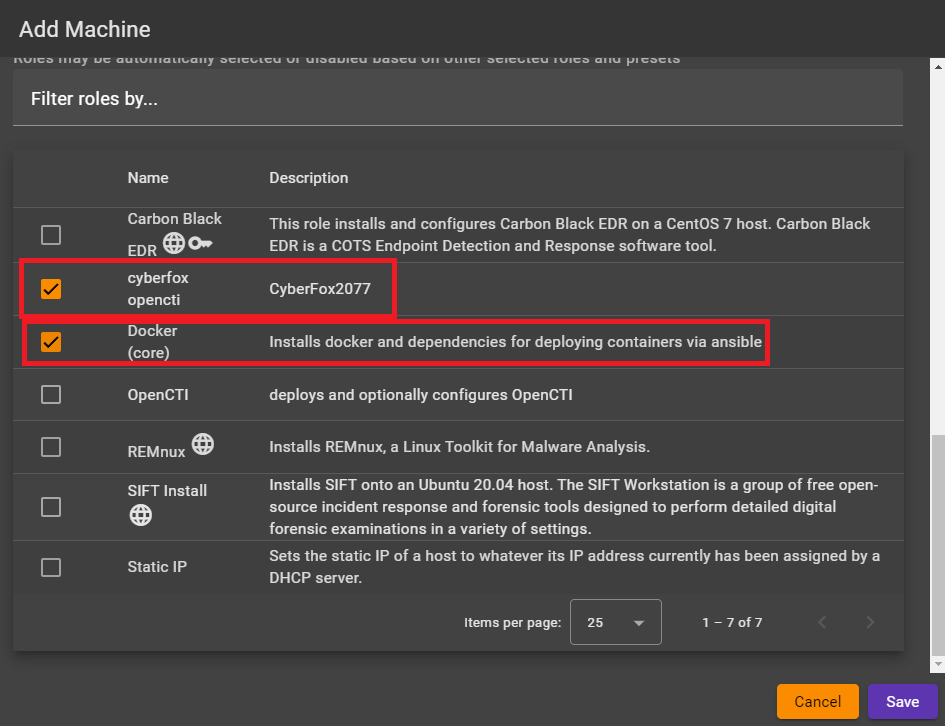 Add Machine
Roles may be automatically selected or disabled based on other selected roles and presets
Filter roles by...
Name
Description
Carbon Black
EDR
This role installs and configures Carbon Black EDR on a CentOS 7 host. Carbon Black
EDR is a COTS Endpoint Detection and Response software tool.
cyberfox
opencti
CyberFox2077
Docker
(core)
Installs docker and dependencies for deploying containers via ansible
OpenCTI
deploys and optionally configures OpenCTI
REMnux
Installs REMnux, a Linux Toolkit for Malware Analysis.
SIFT Install
Installs SIFT onto an Ubuntu 20.04 host. The SIFT Workstation is a group of free open-
source incident response and forensic tools designed to perform detailed digital
forensic examinations in a variety of settings.
Static IP
Sets the static IP of a host to whatever its IP address currently has been assigned by a
DHCP server.
Items per page:
25
1 – 7 of 7
Cancel
Save